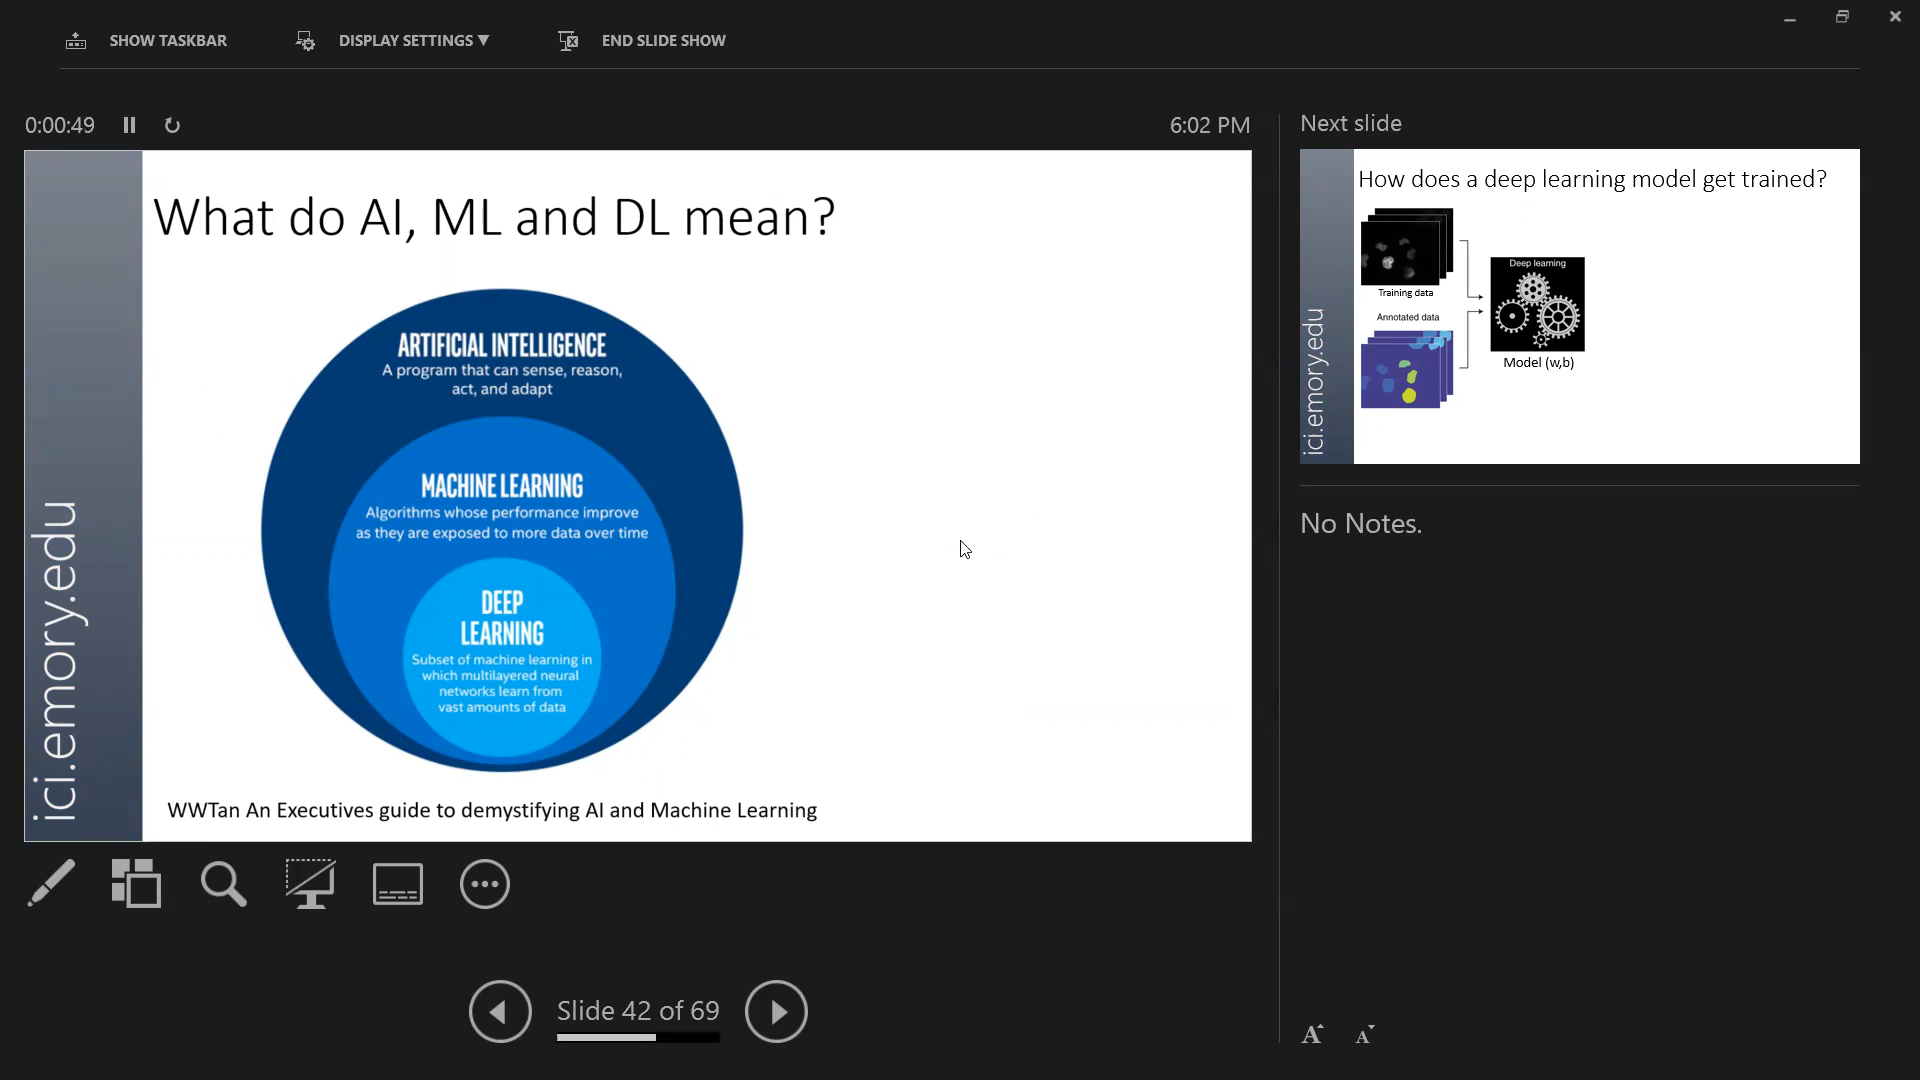 SHOW TASKBAR
DISPLAY SETTINGS ▼
END SLIDE SHOW
0:00:49
6:02 PM
Next slide
What do AI, ML and DL mean?
ARTIFICIAL INTELLIGENCE
A program that can sense, reason,
act, and adapt
MACHINE LEARNING
Algorithms whose performance improve
as they are exposed to more data over time
DEEP
LEARNING
Subset of machine learning in
which multilayered neural
networks learn from
vast amounts of data
WWTan An Executives guide to demystifying AI and Machine Learning
ici.emory.edu
How does a deep learning model get trained?
Training data
Annotated data
Deep learning
Model (w,b)
ici.emory.edu
No Notes.
Slide 42 of 69
A A